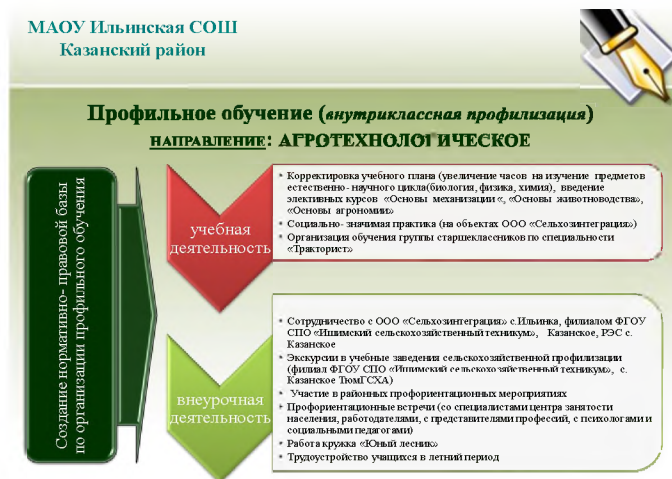 МАОУ Ильинская СОШ
Казанский район
Профильное обучение (внутриклассная профилизация)
НАПРАВЛЕНИЕ: АГРОТЕХНОЛОГИЧЕСКОЕ
Создание нормативно- правовой базы
по организации профильного обучения
учебная
деятельность
• Корректировка учебного плана (увеличение часов на изучение предметов
естественно- научного цикла(биология, физика, химия), введение
элективных курсов «Основы механизации «, «Основы животноводства»,
«Основы агрономии»
• Социально- значимая практика (на объектах ООО «Сельхозинтеграция»)
• Организация обучения группы старшеклассников по специальности
«Тракторист»
внеурочная
деятельность
• Сотрудничество с ООО «Сельхозинтеграция» с.Ильинка, филиалом ФГОУ
СПО «Ишимский сельскохозяйственный техникум», Казанское, РЭС с.
Казанское
• Экскурсии в учебные заведения сельскохозяйственной профилизации
(филиал ФГОУ СПО «Ишимский сельскохозяйственный техникум», с.
Казанское ТюмГСХА)
• Участие в районных профориентационных мероприятиях
• Профориентационные встречи (со специалистами центра занятости
населения, работодателями, с представителями профессий, с психологами и
социальными педагогами)
• Работа кружка «Юный лесник»
• Трудоустройство учащихся в летний период